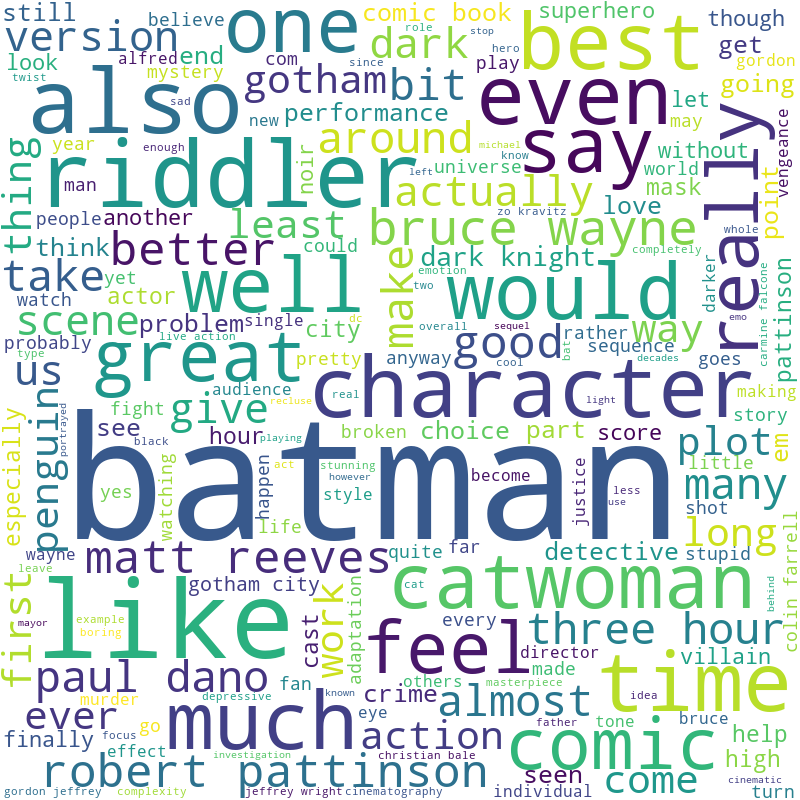 still
believe
one
comic book
superhero
best
though
version
alfred
end
com
dark
role
stop
play
hero
get
gordon
look
twist
mystery
gotham
bit
since
even
going
also
sad
new
performance
let
say
may
year
enough
riddler
noir
around
michael
know
universe
without
world
really
vengeance
thing
man
left
actually
mask
point
people
another
least
bruce wayne
love
zo kravitz
whole
think
better
could
dark knight
completely
darker
pattinson
carmine falcone
take
yet
actor
well
make
emotion
two
would
watch
scene
problem
single
city
dc
overall
sequel
good
rather
way
emo
probably
live action
pretty
anyway
cool
bat
sequence
decades
goes
type
us
great
audience
character
making
especially
penguin
portrayed
fight
give
recluse
real
light
story
see
hour
playing
broken
choice
part
score
plot
em
black
batman
act
stunning
however
become
little
yes
watching
happen
style
justice
less
use
many
shot
life
long
wayne
matt reeves
quite
far
detective
stupid
colin farrell
leave
first
like
gotham city
work
adaptation
cat
catwoman
behind
mayor
example
boring
cast
feel
every
three hour
director
villain
paul dano
fan
others
made
time
murder
depressive
masterpiece
idea
ever
much
known
crime
almost
father
tone
bruce
finally
focus
go
effect
eye
action
comic
help
investigation
christian bale
seen
high
cinematic
robert pattinson
come
gordon jeffrey
complexity
jeffrey wright
cinematography
individual
turn